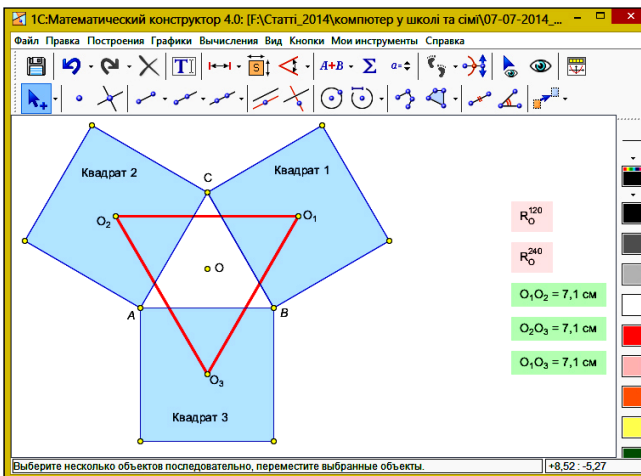 1С:Математический конструктор 4.0: [F:\Статті_2014\компютер у школі та сімї\07-07-2014_...
Файл Правка Построения Графики Вычисления Вид Кнопки Мои инструменты Справка
T
S
A+B
Σ
a=
Квадрат 2
C
Квадрат 1
O₂
O₁
O
A
B
O₃
Квадрат 3
R_O^120
R_O^240
O₁O₂ = 7,1 см
O₂O₃ = 7,1 см
O₁O₃ = 7,1 см
Выберите несколько объектов последовательно, переместите выбранные объекты.
+8,52 : -5,27